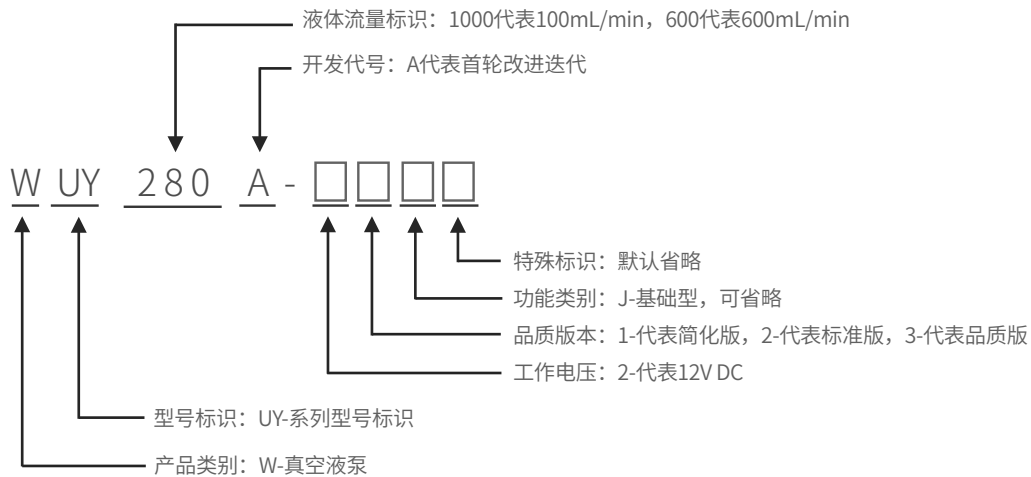 液体流量标识：1000代表100mL/min，600代表600mL/min
开发代号：A代表首轮改进迭代
W UY 280 A - □□□□
特殊标识：默认省略
功能类别：J-基础型，可省略
品质版本：1-代表简化版，2-代表标准版，3-代表品质版
工作电压：2-代表12V DC
型号标识：UY-系列型号标识
产品类别：W-真空液泵